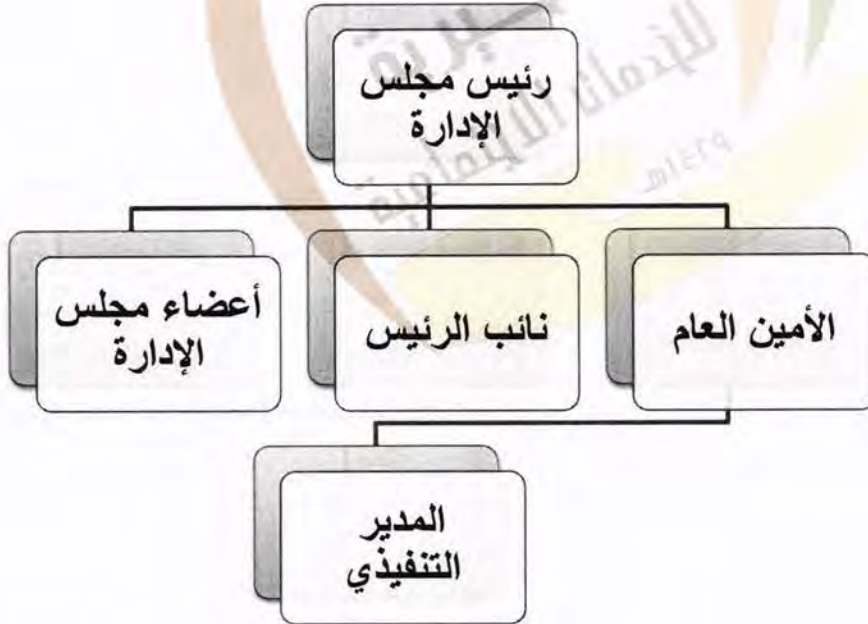 رئيس مجلس
الإدارة
الأمين العام
نائب الرئيس
أعضاء مجلس
الإدارة
المدير
التنفيذي